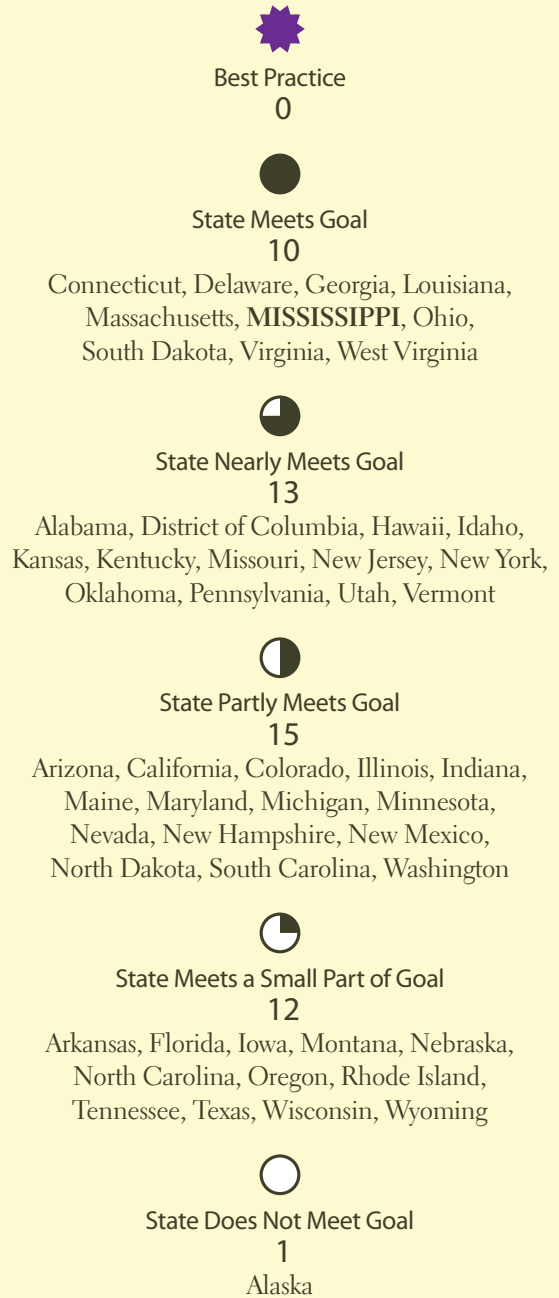 Best Practice
0
State Meets Goal
10
Connecticut, Delaware, Georgia, Louisiana,
Massachusetts, MISSISSIPPI, Ohio,
South Dakota, Virginia, West Virginia
State Nearly Meets Goal
13
Alabama, District of Columbia, Hawaii, Idaho,
Kansas, Kentucky, Missouri, New Jersey, New York,
Oklahoma, Pennsylvania, Utah, Vermont
State Partly Meets Goal
15
Arizona, California, Colorado, Illinois, Indiana,
Maine, Maryland, Michigan, Minnesota,
Nevada, New Hampshire, New Mexico,
North Dakota, South Carolina, Washington
State Meets a Small Part of Goal
12
Arkansas, Florida, Iowa, Montana, Nebraska,
North Carolina, Oregon, Rhode Island,
Tennessee, Texas, Wisconsin, Wyoming
State Does Not Meet Goal
1
Alaska